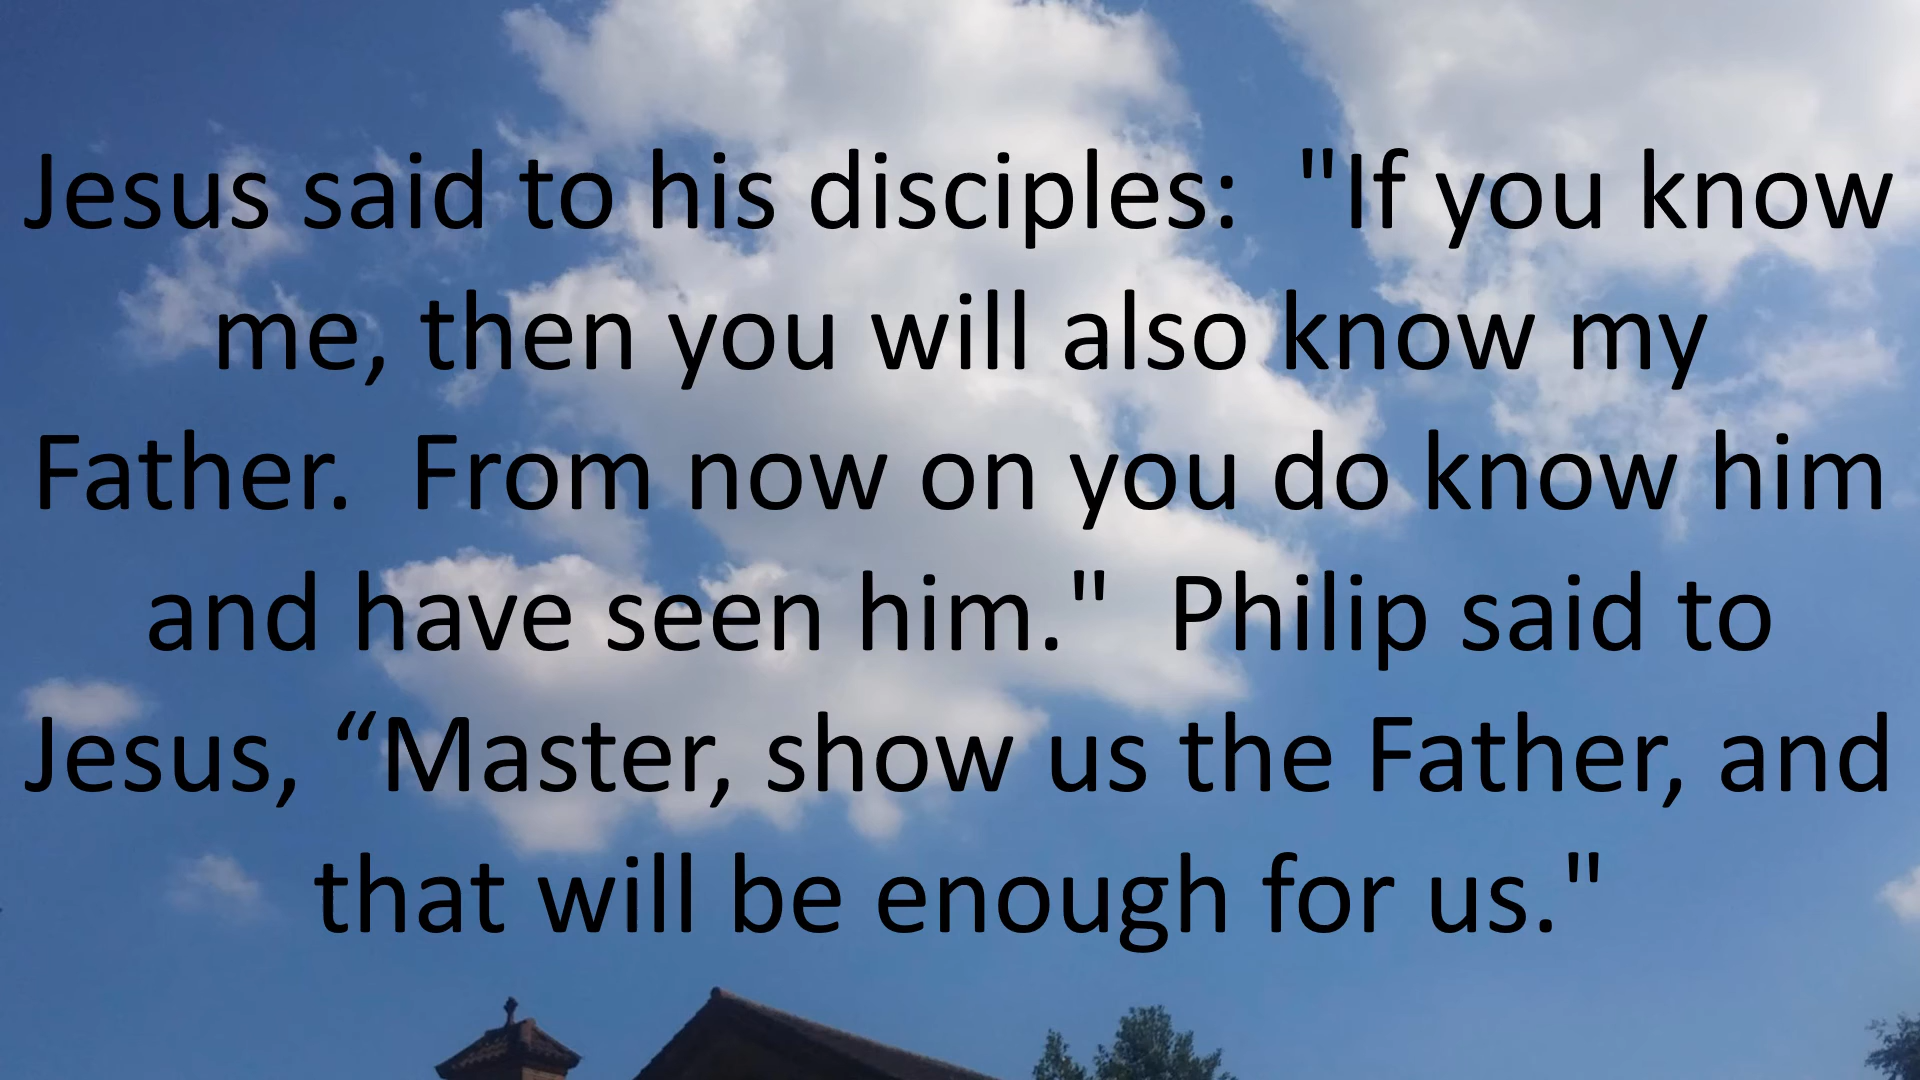 Jesus said to his disciples:  "If you know
me, then you will also know my
Father.  From now on you do know him
and have seen him."  Philip said to
Jesus, “Master, show us the Father, and
that will be enough for us."